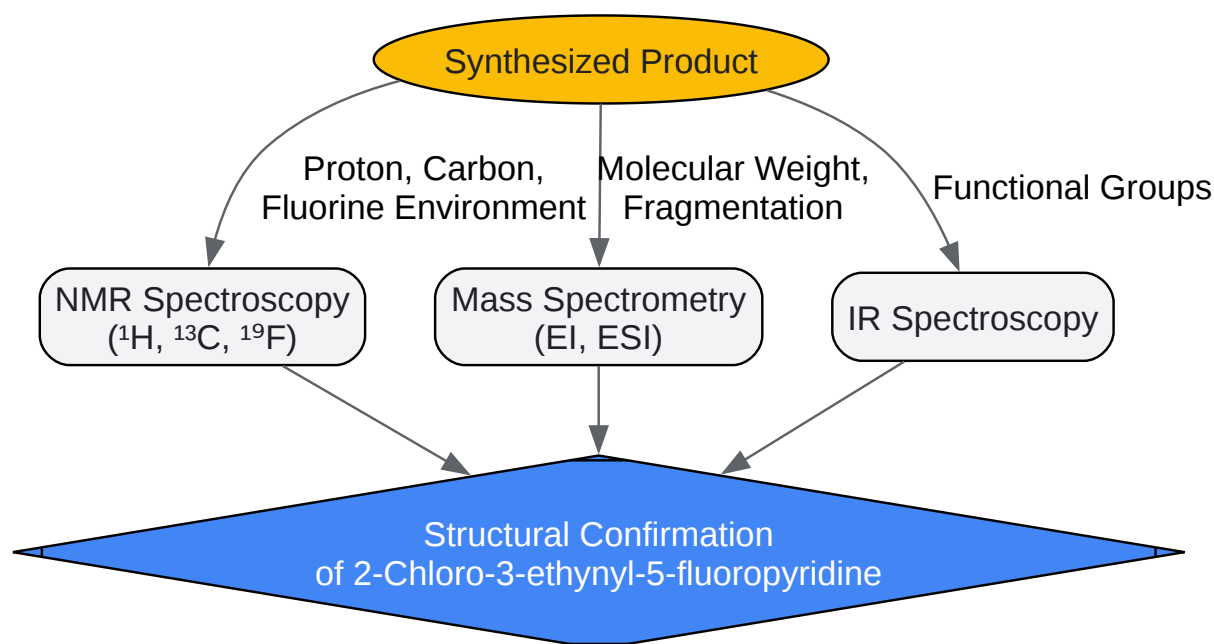 Synthesized Product
Proton, Carbon,
Fluorine Environment
Molecular Weight,
Fragmentation
Functional Groups
NMR Spectroscopy
(¹H, ¹³C, ¹⁹F)
Mass Spectrometry
(EI, ESI)
IR Spectroscopy
Structural Confirmation
of 2-Chloro-3-ethynyl-5-fluoropyridine